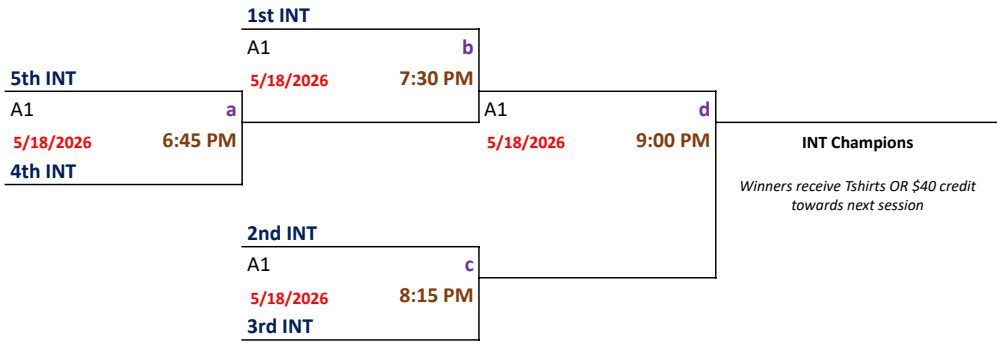 1st INT
A1 b
5/18/2026 7:30 PM
5th INT
A1 a
5/18/2026 6:45 PM
4th INT
A1 d
5/18/2026 9:00 PM
INT Champions
Winners receive Tshirts OR $40 credit
towards next session
2nd INT
A1 c
5/18/2026 8:15 PM
3rd INT